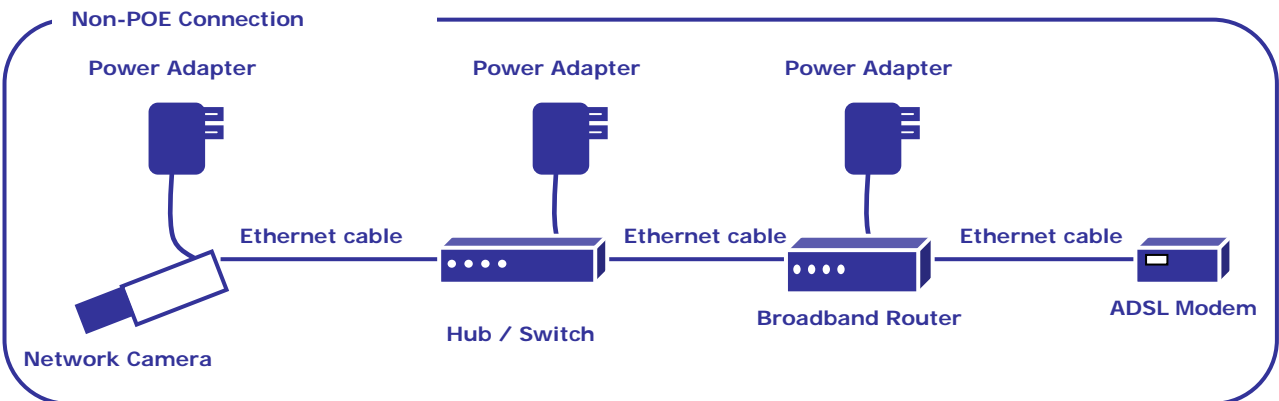 Non-POE Connection
Power Adapter
Power Adapter
Power Adapter
Ethernet cable
Ethernet cable
Ethernet cable
ADSL Modem
Broadband Router
Hub / Switch
Network Camera